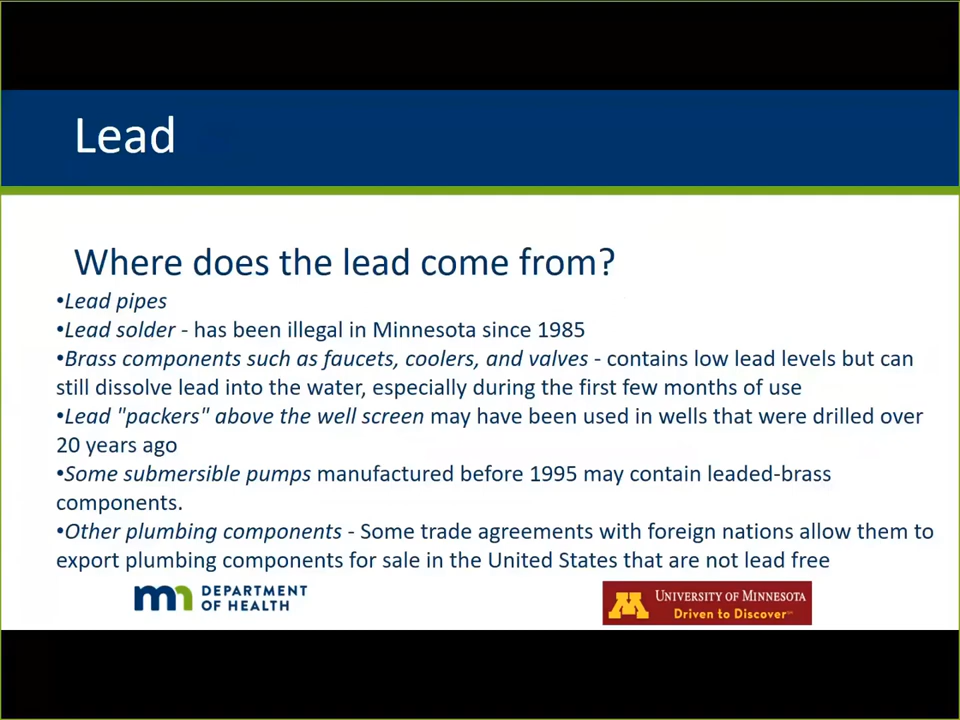 Lead
Where does the lead come from?
•Lead pipes
•Lead solder - has been illegal in Minnesota since 1985
•Brass components such as faucets, coolers, and valves - contains low lead levels but can
still dissolve lead into the water, especially during the first few months of use
•Lead "packers" above the well screen may have been used in wells that were drilled over
20 years ago
•Some submersible pumps manufactured before 1995 may contain leaded-brass
components.
•Other plumbing components - Some trade agreements with foreign nations allow them to
export plumbing components for sale in the United States that are not lead free
mn DEPARTMENT
OF HEALTH
M UNIVERSITY OF MINNESOTA
Driven to Discover℠